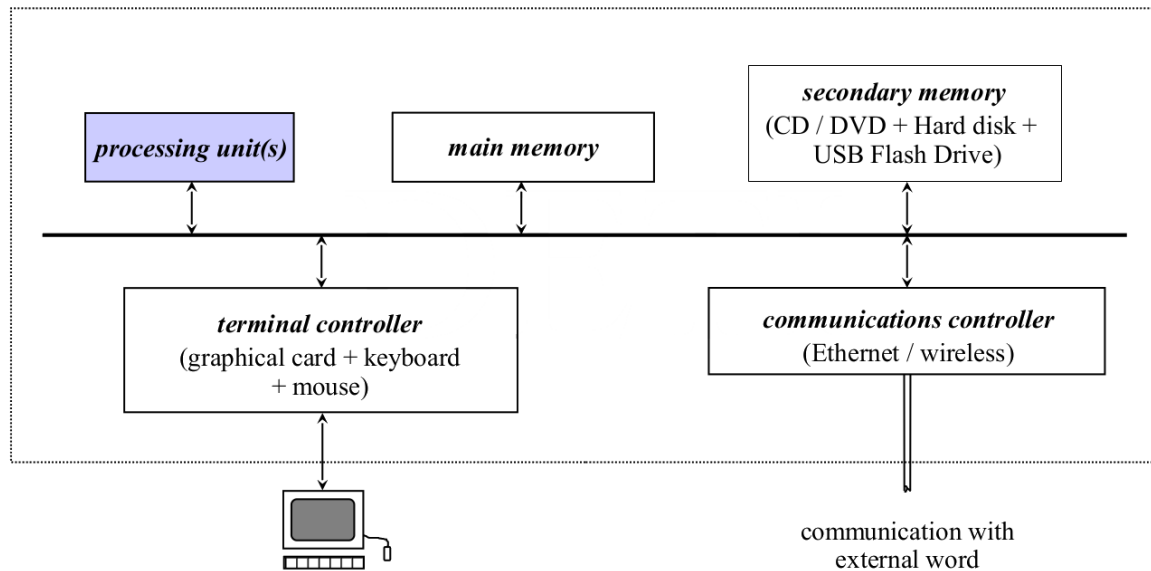 processing unit(s)
main memory
secondary memory
(CD / DVD + Hard disk +
USB Flash Drive)
terminal controller
(graphical card + keyboard
+ mouse)
communications controller
(Ethernet / wireless)
communication with
external word